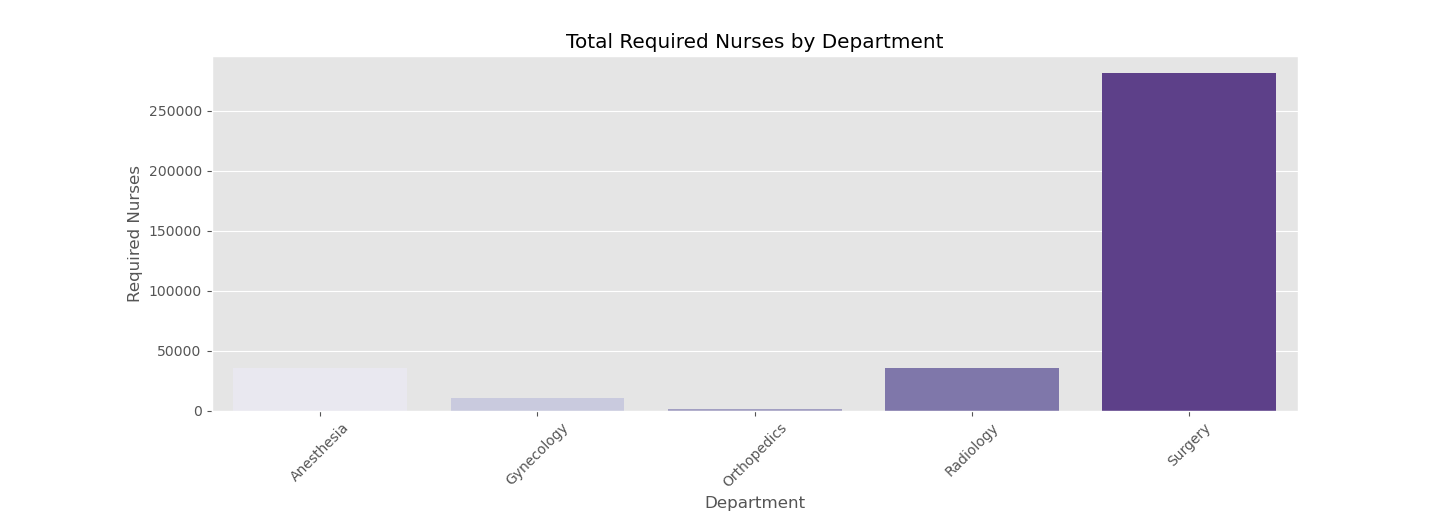 Total Required Nurses by Department
Required Nurses
250000
200000
150000
100000
50000
0
Anesthesia
Gynecology
Orthopedics
Radiology
Surgery
Department